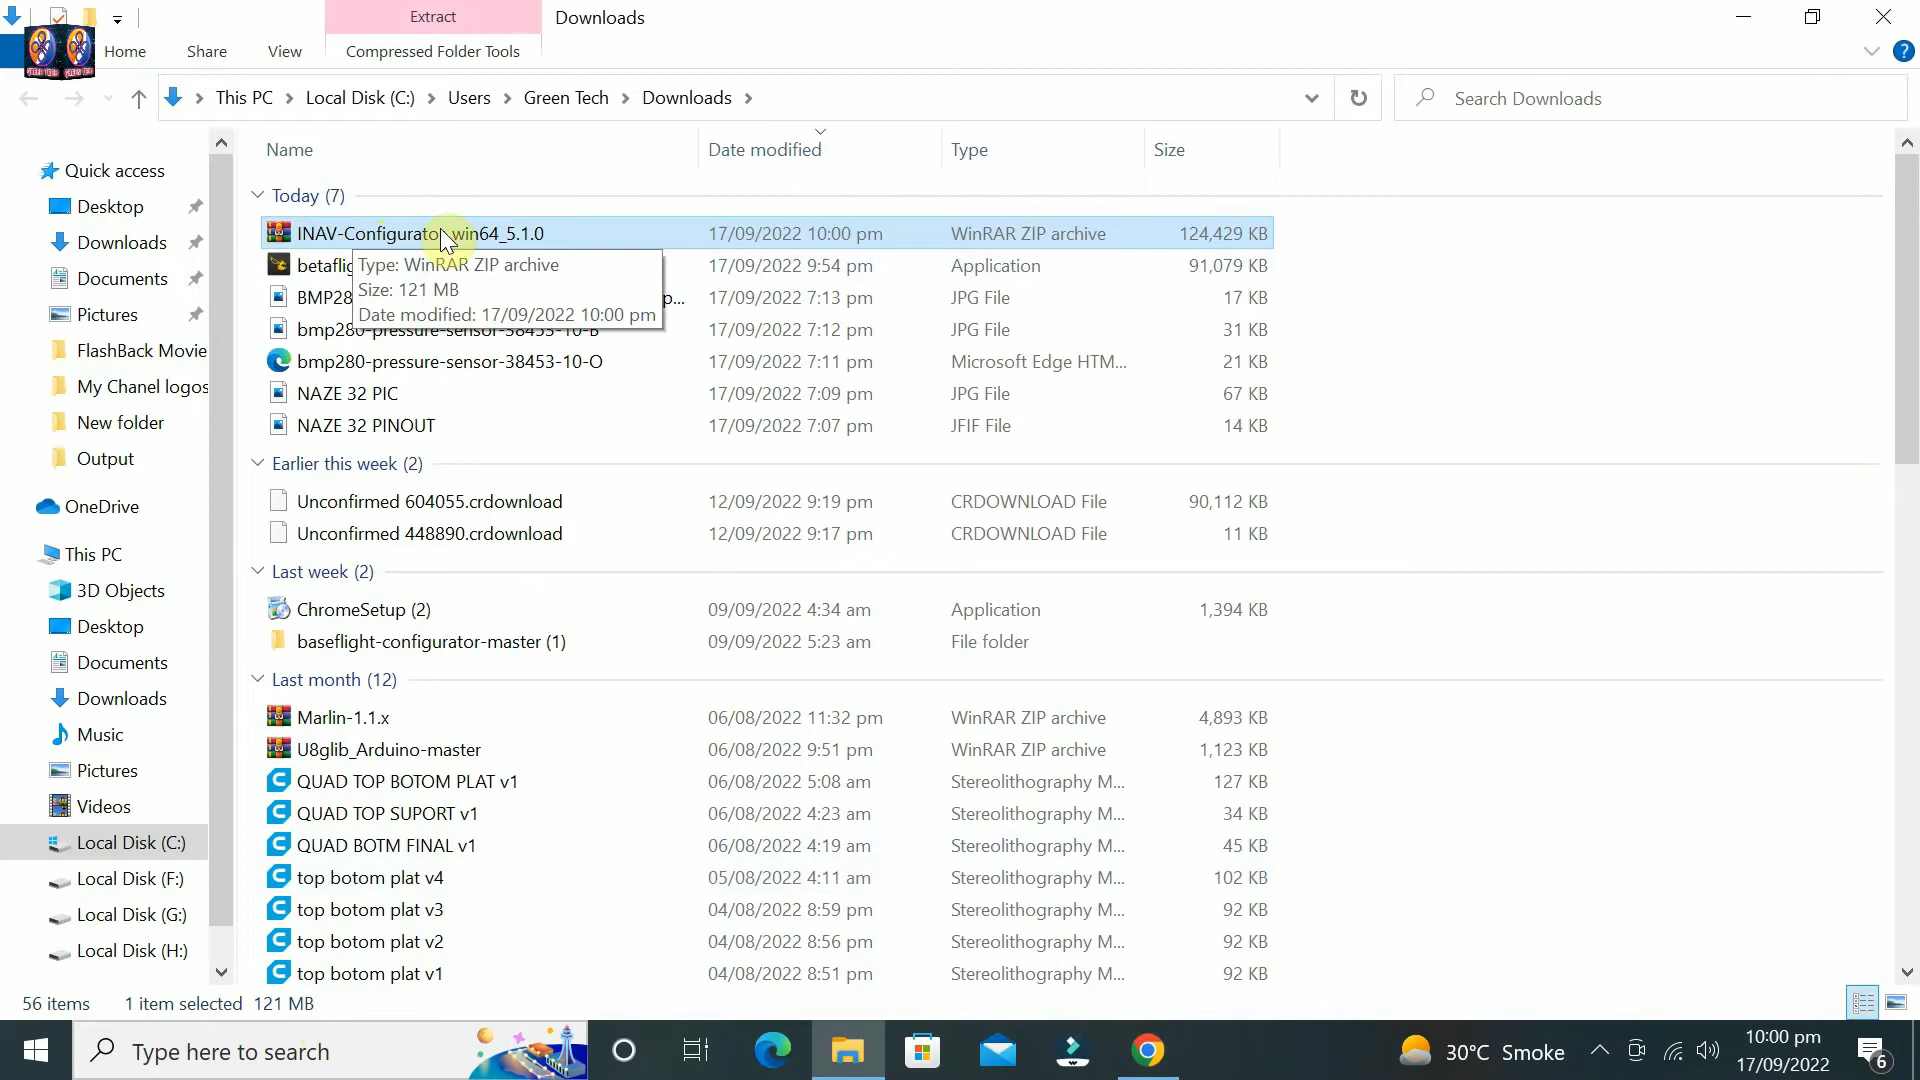 Extract
Downloads
Home
Share
View
Compressed Folder Tools
This PC
Local Disk (C:)
Users
Green Tech
Downloads
Search Downloads
Name
Date modified
Type
Size
Quick access
Desktop
Downloads
Documents
Pictures
FlashBack Movie
My Chanel logos
New folder
Output
OneDrive
This PC
3D Objects
Desktop
Documents
Downloads
Music
Pictures
Videos
Local Disk (C:)
Local Disk (F:)
Local Disk (G:)
Local Disk (H:)
Today (7)
INAV-Configurator_win64_5.1.0 17/09/2022 10:00 pm WinRAR ZIP archive 124,429 KB
Type: WinRAR ZIP archive
Size: 121 MB
Date modified: 17/09/2022 10:00 pm
betaflig 17/09/2022 9:54 pm Application 91,079 KB
BMP28 p... 17/09/2022 7:13 pm JPG File 17 KB
bmp280-pressure-sensor-38453-10-B 17/09/2022 7:12 pm JPG File 31 KB
bmp280-pressure-sensor-38453-10-O 17/09/2022 7:11 pm Microsoft Edge HTM... 21 KB
NAZE 32 PIC 17/09/2022 7:09 pm JPG File 67 KB
NAZE 32 PINOUT 17/09/2022 7:07 pm JFIF File 14 KB
Earlier this week (2)
Unconfirmed 604055.crdownload 12/09/2022 9:19 pm CRDOWNLOAD File 90,112 KB
Unconfirmed 448890.crdownload 12/09/2022 9:17 pm CRDOWNLOAD File 11 KB
Last week (2)
ChromeSetup (2) 09/09/2022 4:34 am Application 1,394 KB
baseflight-configurator-master (1) 09/09/2022 5:23 am File folder
Last month (12)
Marlin-1.1.x 06/08/2022 11:32 pm WinRAR ZIP archive 4,893 KB
U8glib_Arduino-master 06/08/2022 9:51 pm WinRAR ZIP archive 1,123 KB
QUAD TOP BOTOM PLAT v1 06/08/2022 5:08 am Stereolithography M... 127 KB
QUAD TOP SUPORT v1 06/08/2022 4:23 am Stereolithography M... 34 KB
QUAD BOTM FINAL v1 06/08/2022 4:19 am Stereolithography M... 45 KB
top botom plat v4 05/08/2022 4:11 am Stereolithography M... 102 KB
top botom plat v3 04/08/2022 8:59 pm Stereolithography M... 92 KB
top botom plat v2 04/08/2022 8:56 pm Stereolithography M... 92 KB
top botom plat v1 04/08/2022 8:51 pm Stereolithography M... 92 KB
56 items 1 item selected 121 MB
Type here to search
30°C Smoke
10:00 pm
17/09/2022
6